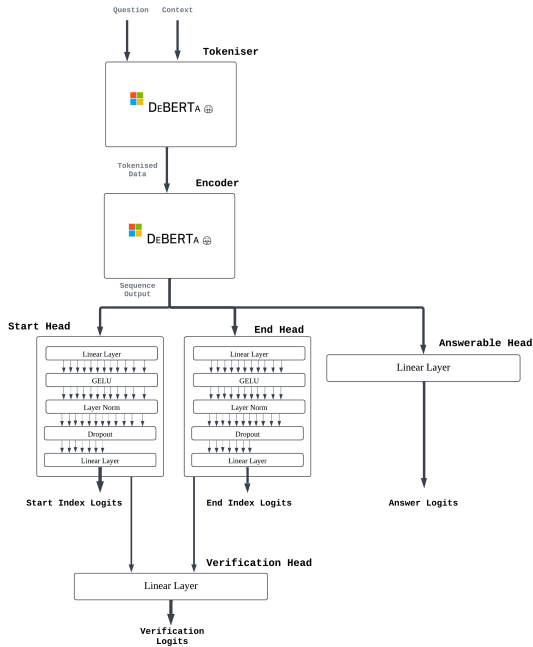 Question
Context
Tokeniser
DeBERTa
Tokenised
Data
Encoder
DeBERTa
Sequence
Output
Start Head
End Head
Answerable Head
Linear Layer
GELU
Layer Norm
Dropout
Linear Layer
Linear Layer
GELU
Layer Norm
Dropout
Linear Layer
Linear Layer
Start Index Logits
End Index Logits
Answer Logits
Verification Head
Linear Layer
Verification
Logits